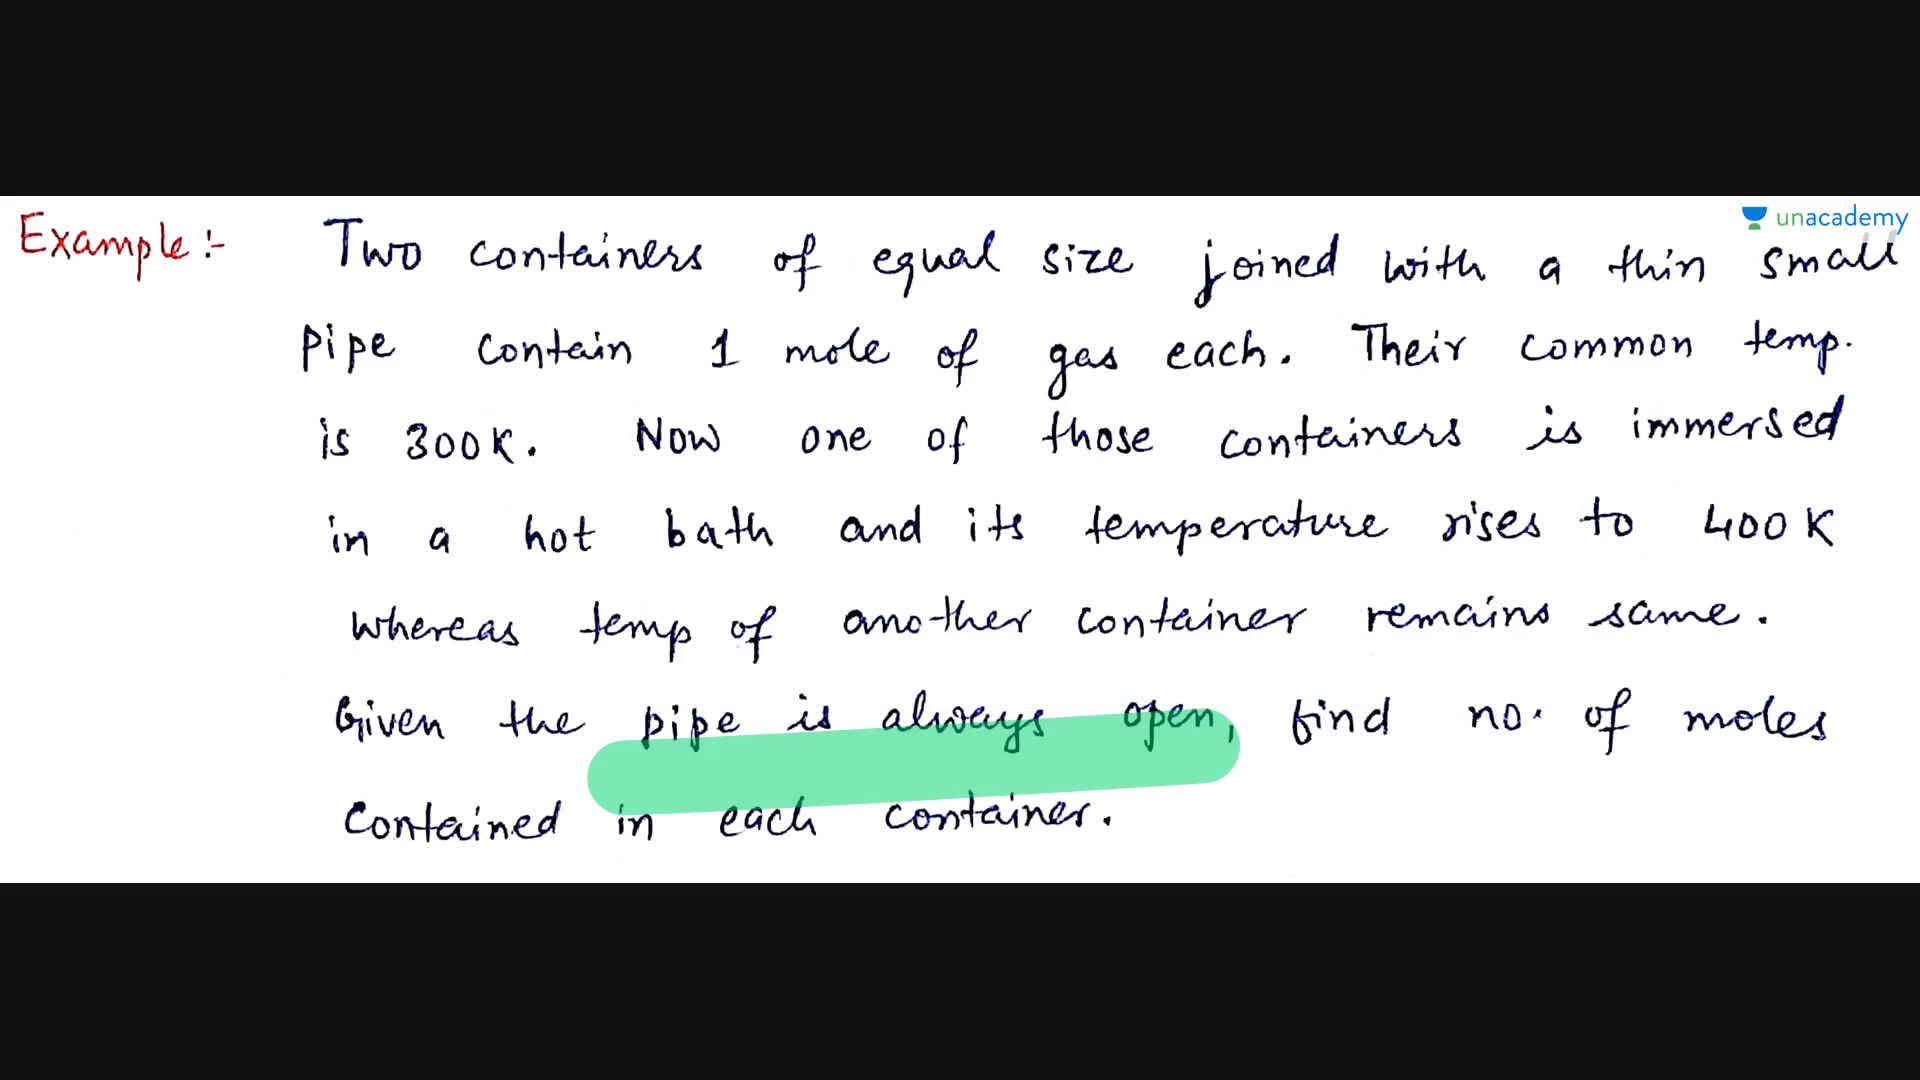 Example :- Two containers of equal size joined with a thin small
unacademy
pipe contain 1 mole of gas each. Their common temp.
is 300K. Now one of those containers is immersed
in a hot bath and its temperature rises to 400K
whereas temp of another container remains same.
Given the pipe is always open, find no. of moles
contained in each container.